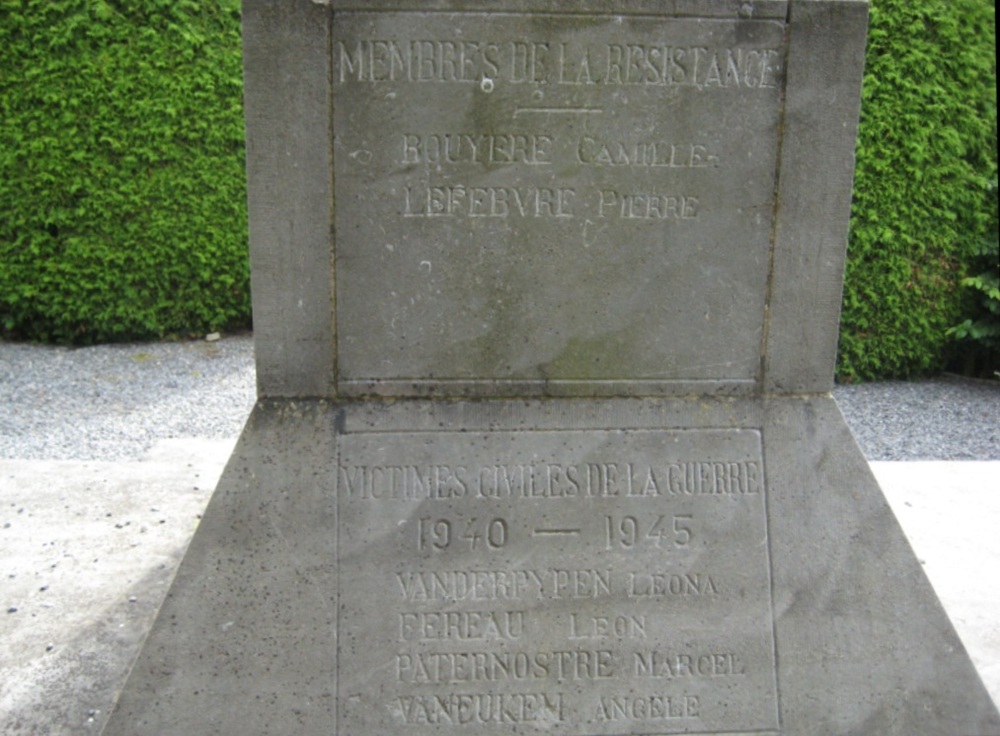 MEMBRES DE LA RESISTANCE
ROUYERE CAMILLE
LEFEBVRE PIERRE
VICTIMES CIVILES DE LA GUERRE
1940 — 1945
VANDERPYPEN LEONA
FEREAU LEON
PATERNOSTRE MARCEL
VANEUKEM ANGELE